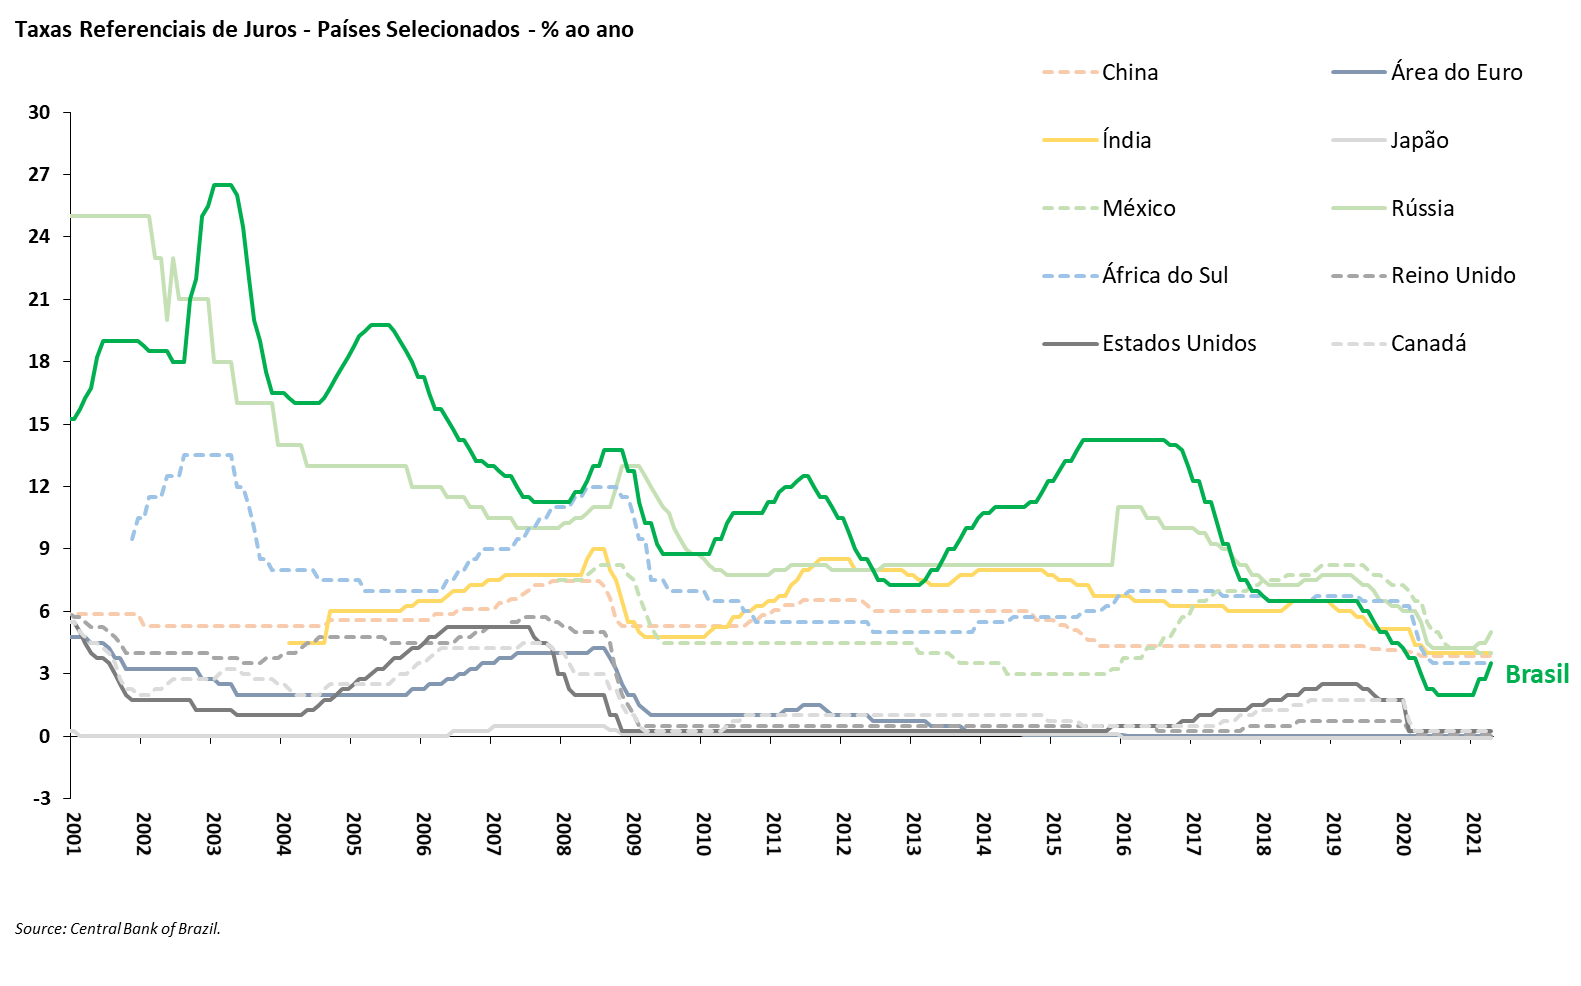 Taxas Referenciais de Juros - Países Selecionados - % ao ano
China
Área do Euro
Índia
Japão
México
Rússia
África do Sul
Reino Unido
Estados Unidos
Canadá
30
27
24
21
18
15
12
9
6
3
0
-3
Brasil
2001
2002
2003
2004
2005
2006
2007
2008
2009
2010
2011
2012
2013
2014
2015
2016
2017
2018
2019
2020
2021
Source: Central Bank of Brazil.